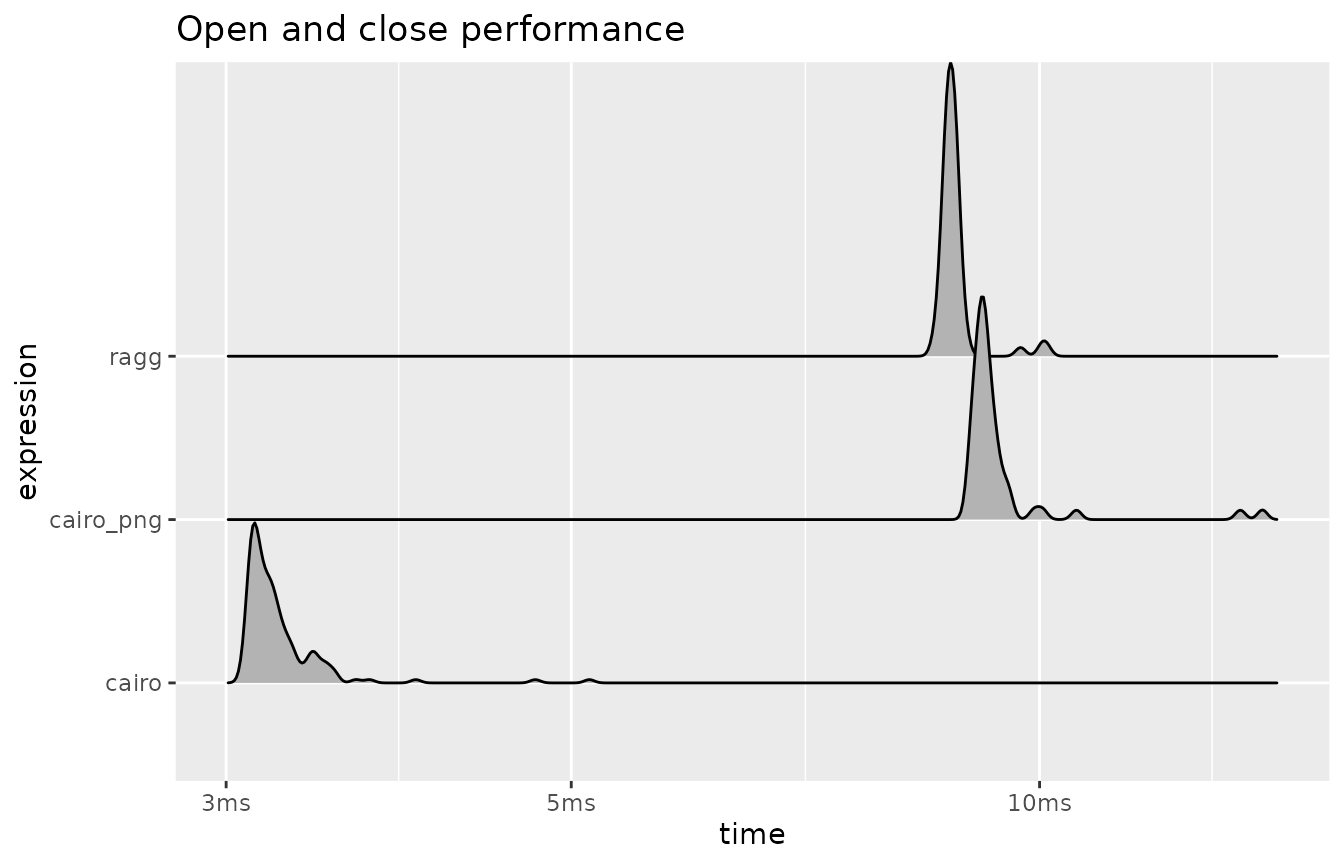 Open and close performance
expression
ragg
cairo_png
cairo
3ms 5ms 10ms
time